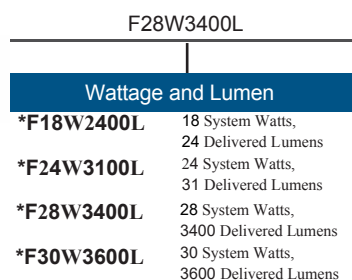 F28W3400L
Wattage and Lumen
*F18W2400L 18 System Watts,
24 Delivered Lumens
*F24W3100L 24 System Watts,
31 Delivered Lumens
*F28W3400L 28 System Watts,
3400 Delivered Lumens
*F30W3600L 30 System Watts,
3600 Delivered Lumens